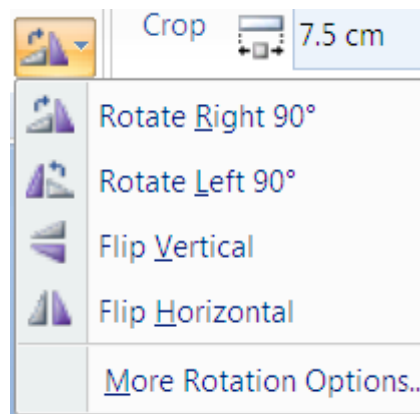 Crop 7.5 cm
Rotate Right 90°
Rotate Left 90°
Flip Vertical
Flip Horizontal
More Rotation Options..